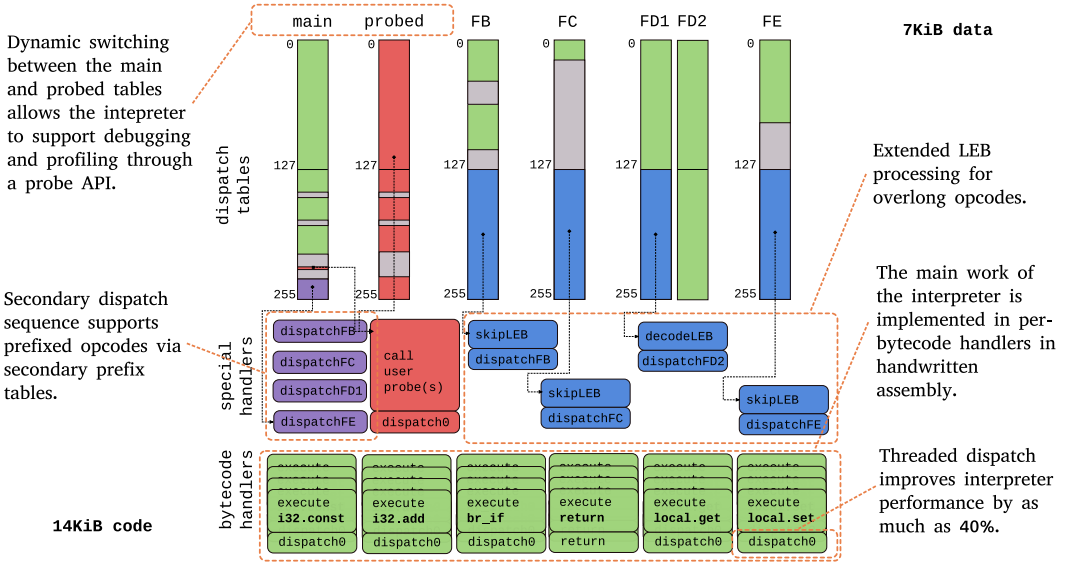 main probed FB FC FD1 FD2 FE
7KiB data
Dynamic switching
between the main
and probed tables
allows the intepreter
to support debugging
and profiling through
a probe API.
0 0 0 0 0 0
127 127 127 127 127 127
255 255 255 255 255 255
dispatch
tables
Extended LEB
processing for
overlong opcodes.
Secondary dispatch
sequence supports
prefixed opcodes via
secondary prefix
tables.
special
handlers
dispatchFB
dispatchFC
dispatchFD1
dispatchFE
call
user
probe(s)
dispatch0
skipLEB
dispatchFB
skipLEB
dispatchFC
decodeLEB
dispatchFD2
skipLEB
dispatchFE
The main work of
the interpreter is
implemented in per-
bytecode handlers in
handwritten
assembly.
bytecode
handlers
execute execute execute execute execute execute
execute execute execute execute execute execute
i32.const i32.add br_if return local.get local.set
dispatch0 dispatch0 dispatch0 return dispatch0 dispatch0
14KiB code
Threaded dispatch
improves interpreter
performance by as
much as 40%.